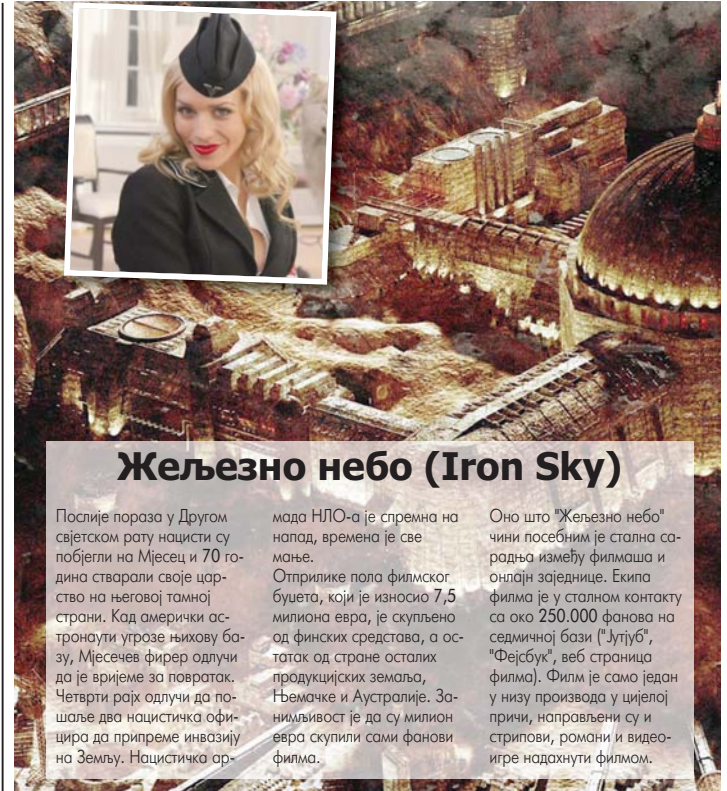 Жељезно небо (Iron Sky)
Послије пораза у Другом
свјетском рату нацисти су
побјегли на Мјесец и 70 го-
дина стварали своје цар-
ство на његовој тамној
страни. Кад амерички ас-
тронаути угрозе њихову ба-
зу, Мјесечев фирер одлучи
да је вријеме за повратак.
Четврти рајх одлучи да по-
шаље два нацистичка офи-
цира да припреме инвазију
на Земљу. Нацистичка ар-
мада НЛО-а је спремна на
напад, времена је све
мање.
Отприлике пола филмског
буџета, који је износио 7,5
милиона евра, је скупљено
од финских средстава, а ос-
татак од стране осталих
продукцијских земаља,
Њемачке и Аустралије. За-
нимљивост је да су милион
евра скупили сами фанови
филма.
Оно што "Жељезно небо"
чини посебним је стална са-
радња између филмаша и
онлајн заједнице. Екипа
филма је у сталном контакту
са око 250.000 фанова на
седмичној бази ("Јутјуб",
"Фејсбук", веб страница
филма). Филм је само један
у низу производа у цијелој
причи, направљени су и
стрипови, романи и видео-
игре надахнути филмом.